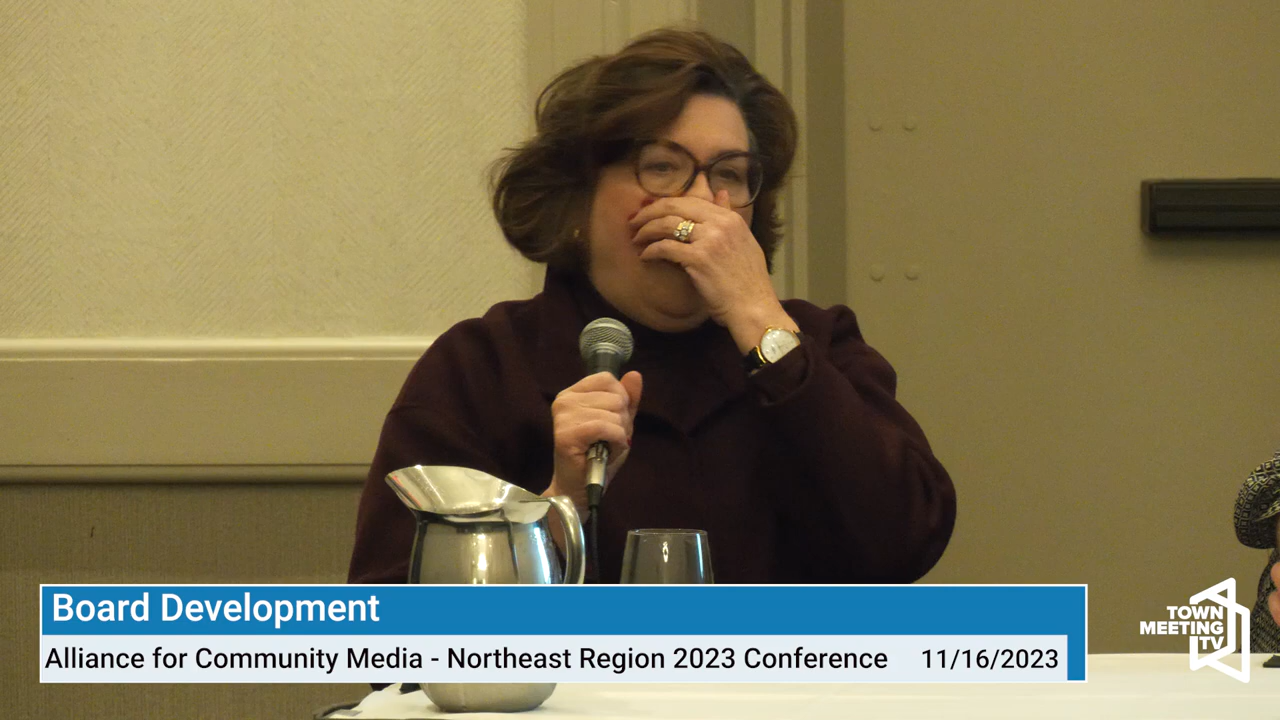 Board Development
Alliance for Community Media - Northeast Region 2023 Conference 11/16/2023
TOWN
MEETING
TV